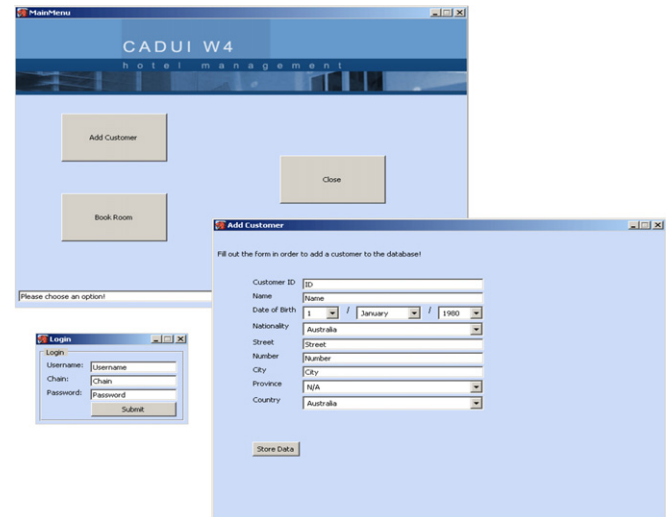 MainMenu
CADUI W4
hotel management
Add Customer
Close
Book Room
Please choose an option!
Add Customer
Fill out the form in order to add a customer to the database!
Customer ID ID
Name Name
Date of Birth 1 / January / 1980
Nationality Australia
Street Street
Number Number
City City
Province N/A
Country Australia
Store Data
Login
Login
Username: Username
Chain: Chain
Password: Password
Submit